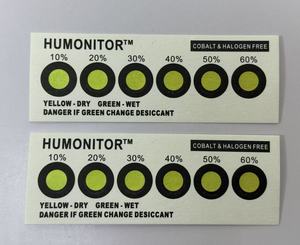 HUMONITOR™ COBALT & HALOGEN FREE
10% 20% 30% 40% 50% 60%
YELLOW - DRY GREEN - WET
DANGER IF GREEN CHANGE DESICCANT
HUMONITOR™ COBALT & HALOGEN FREE
10% 20% 30% 40% 50% 60%
YELLOW - DRY GREEN - WET
DANGER IF GREEN CHANGE DESICCANT